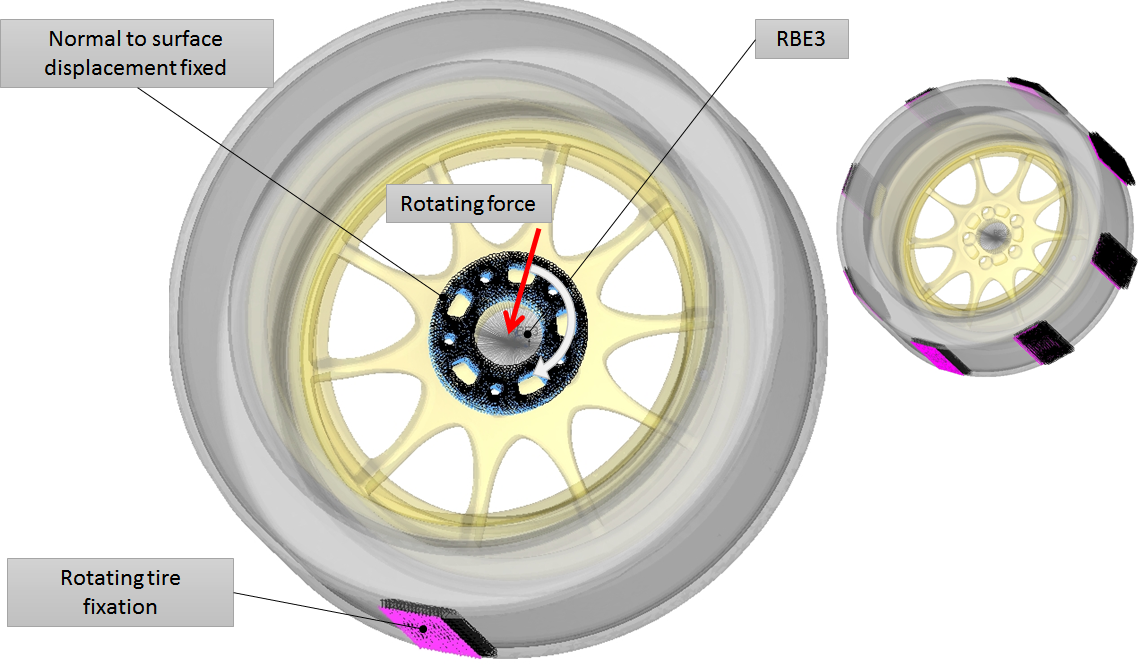 Normal to surface
displacement fixed
RBE3
Rotating force
Rotating tire
fixation